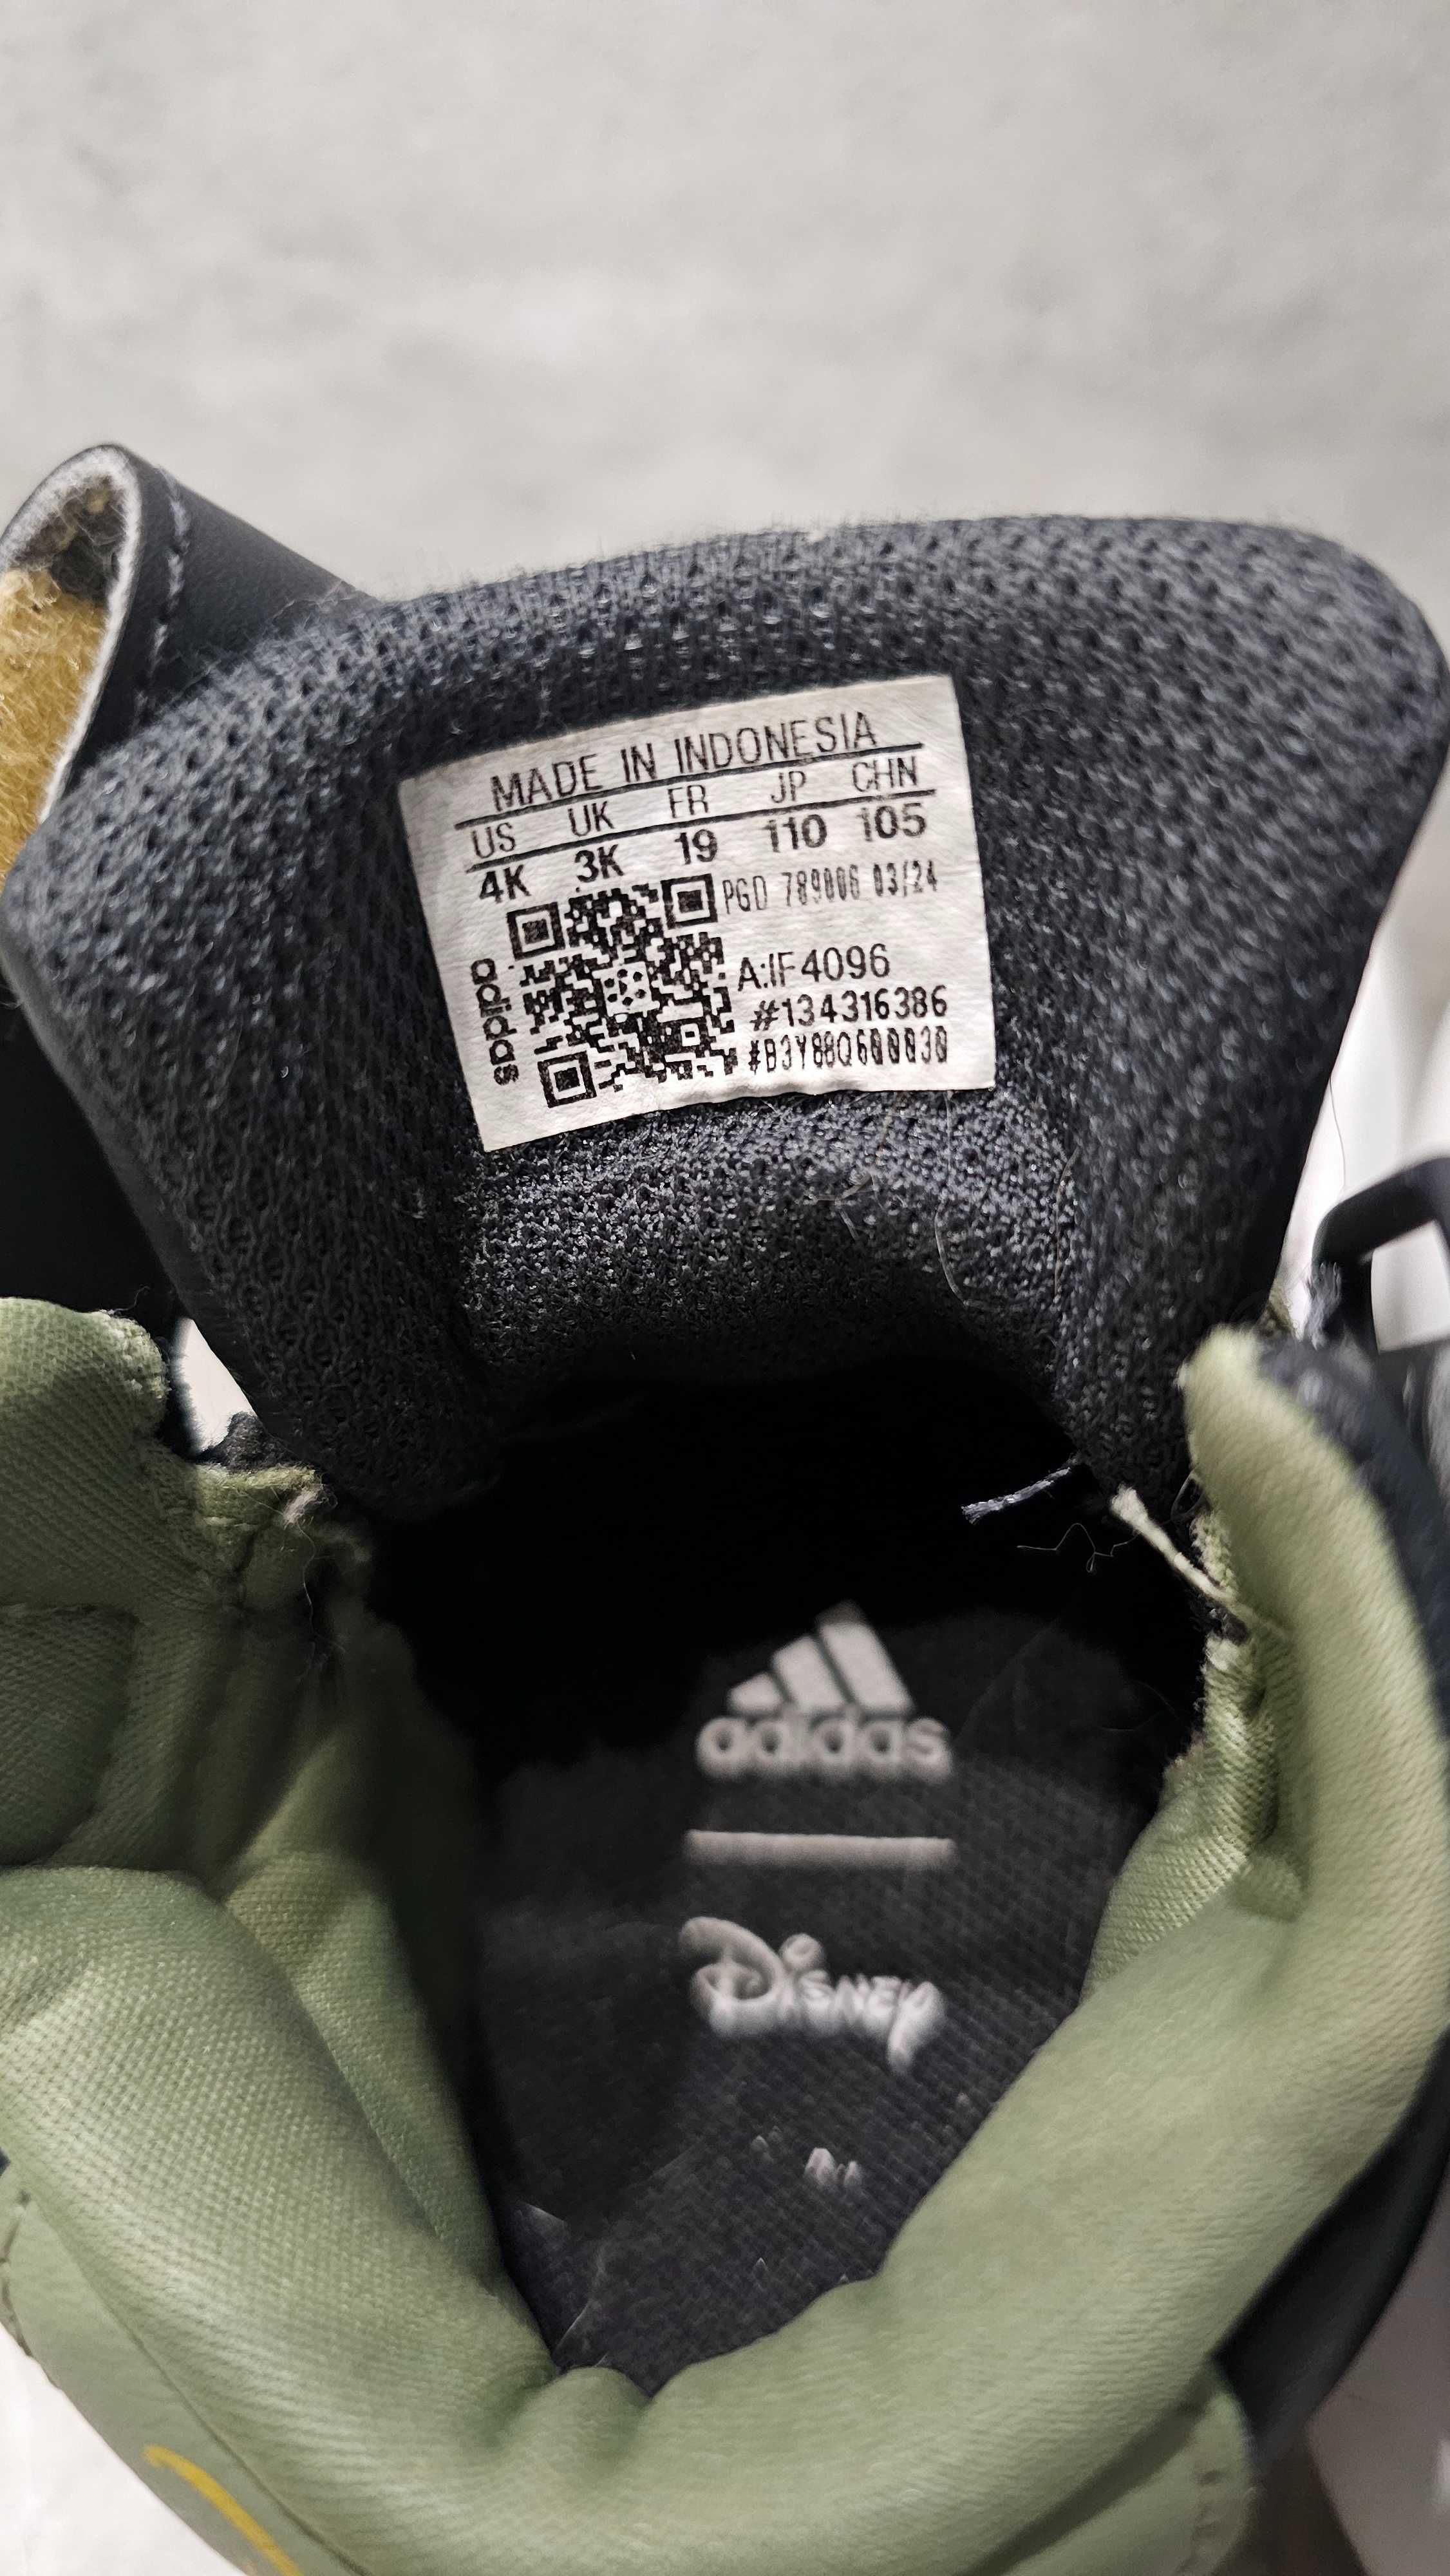 MADE IN INDONESIA
US UK FR JP CHN
4K 3K 19 110 105
PGD 789006 03/24
adidas
A:IF4096
#134316386
adidas
Disney